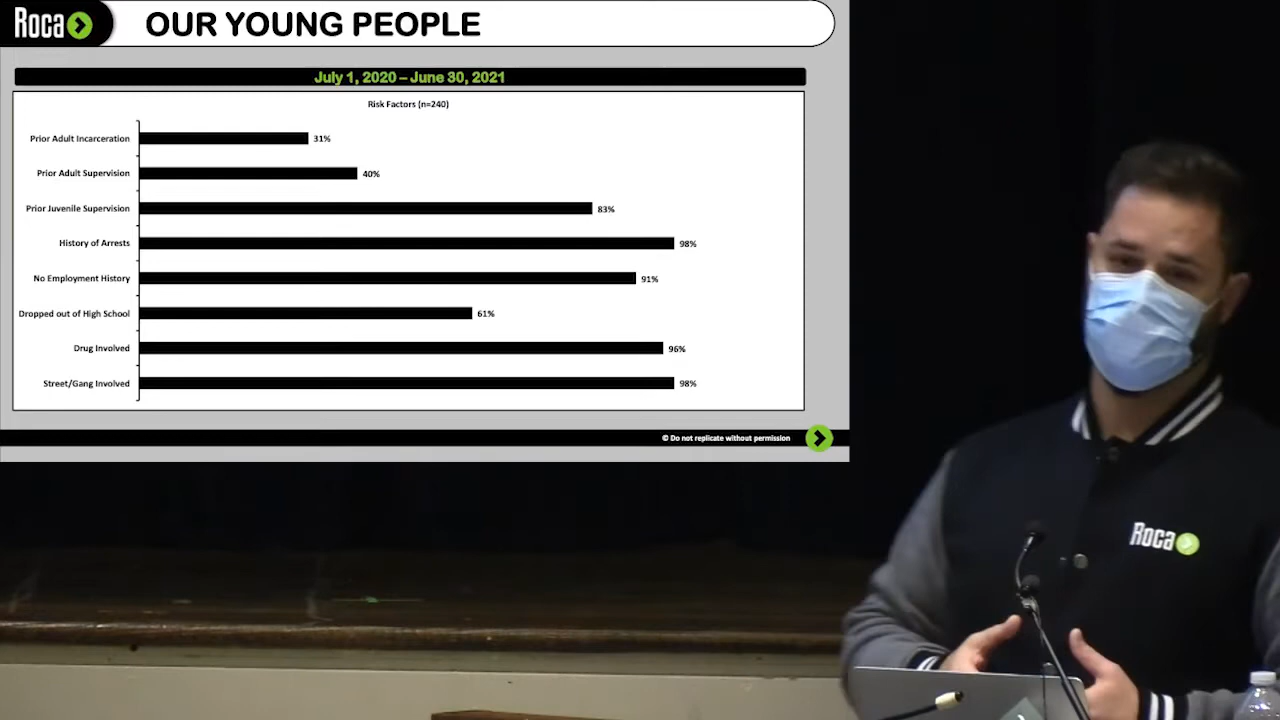 Roca
OUR YOUNG PEOPLE
July 1, 2020 – June 30, 2021
Risk Factors (n=240)
Prior Adult Incarceration 31%
Prior Adult Supervision 40%
Prior Juvenile Supervision 83%
History of Arrests 98%
No Employment History 91%
Dropped out of High School 61%
Drug Involved 96%
Street/Gang Involved 98%
© Do not replicate without permission
Roca